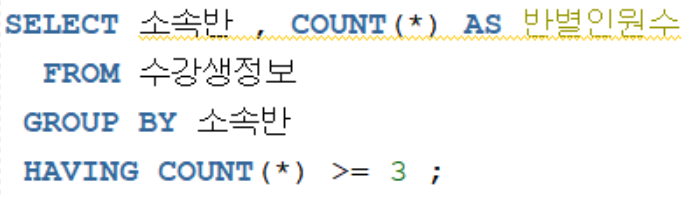 SELECT 소속반 , COUNT(*) AS 반별인원수
FROM 수강생정보
GROUP BY 소속반
HAVING COUNT(*) >= 3 ;